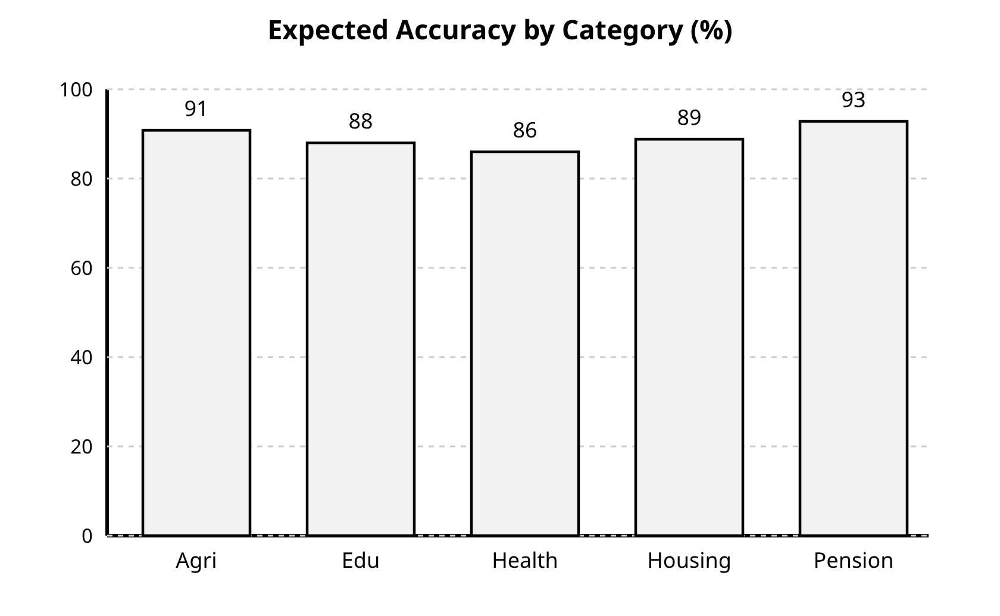 Expected Accuracy by Category (%)
100
80
60
40
20
0
91
88
86
89
93
Agri
Edu
Health
Housing
Pension